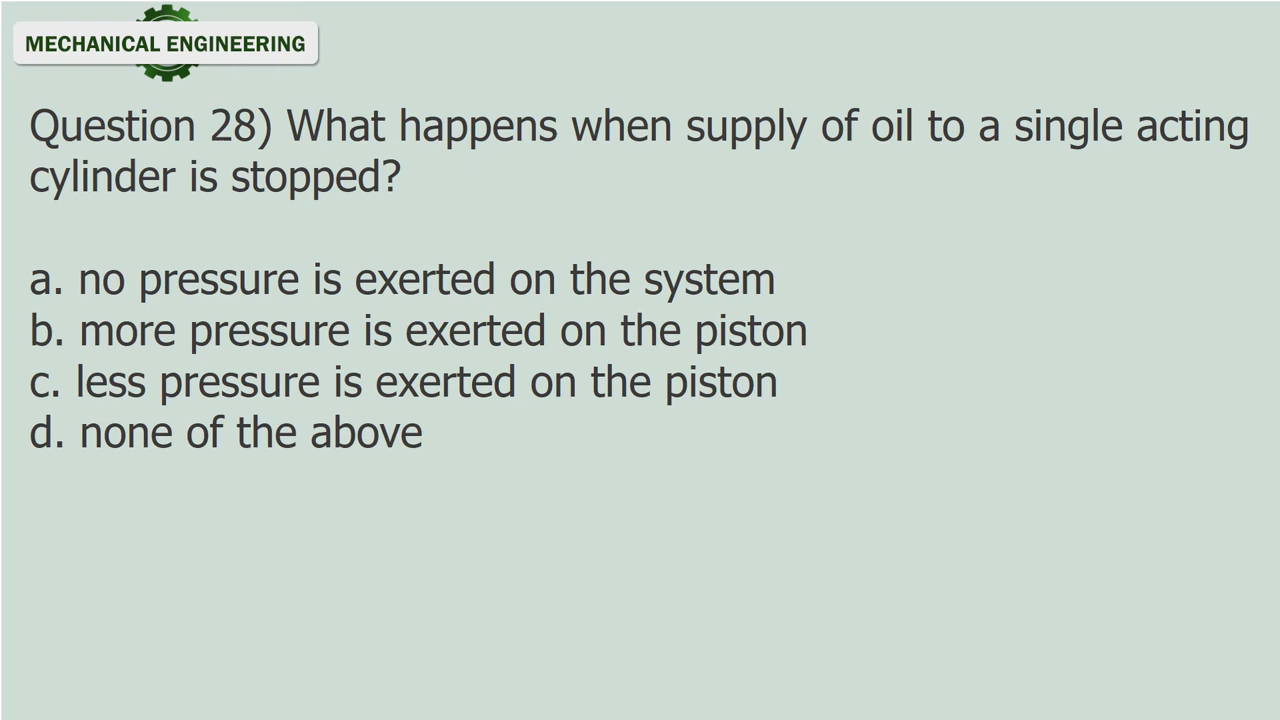 MECHANICAL ENGINEERING
Question 28) What happens when supply of oil to a single acting
cylinder is stopped?
a. no pressure is exerted on the system
b. more pressure is exerted on the piston
c. less pressure is exerted on the piston
d. none of the above